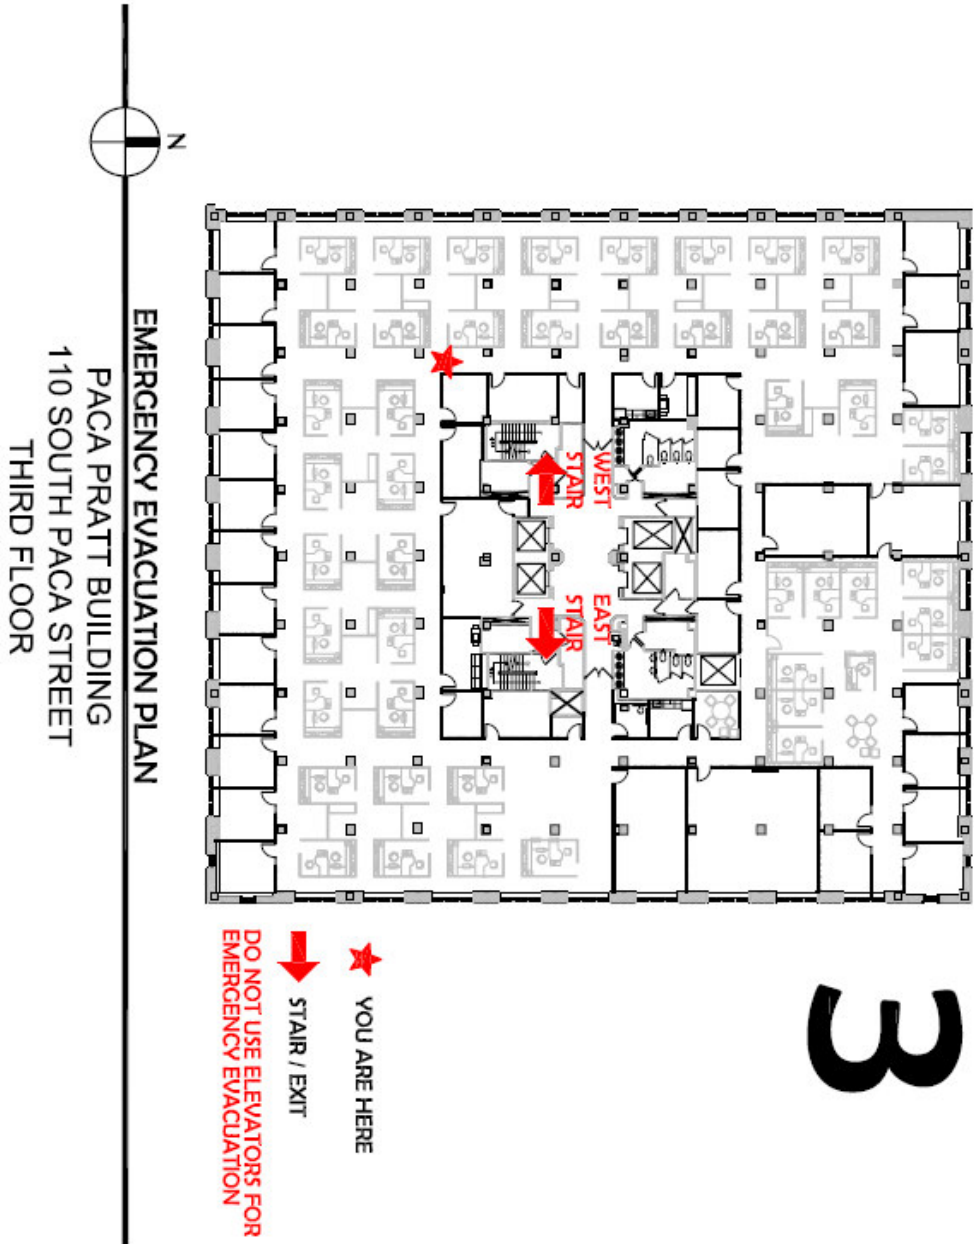 3
WEST
STAIR
EAST
STAIR
YOU ARE HERE
STAIR / EXIT
DO NOT USE ELEVATORS FOR
EMERGENCY EVACUATION
N
EMERGENCY EVACUATION PLAN
PACA PRATT BUILDING
110 SOUTH PACA STREET
THIRD FLOOR